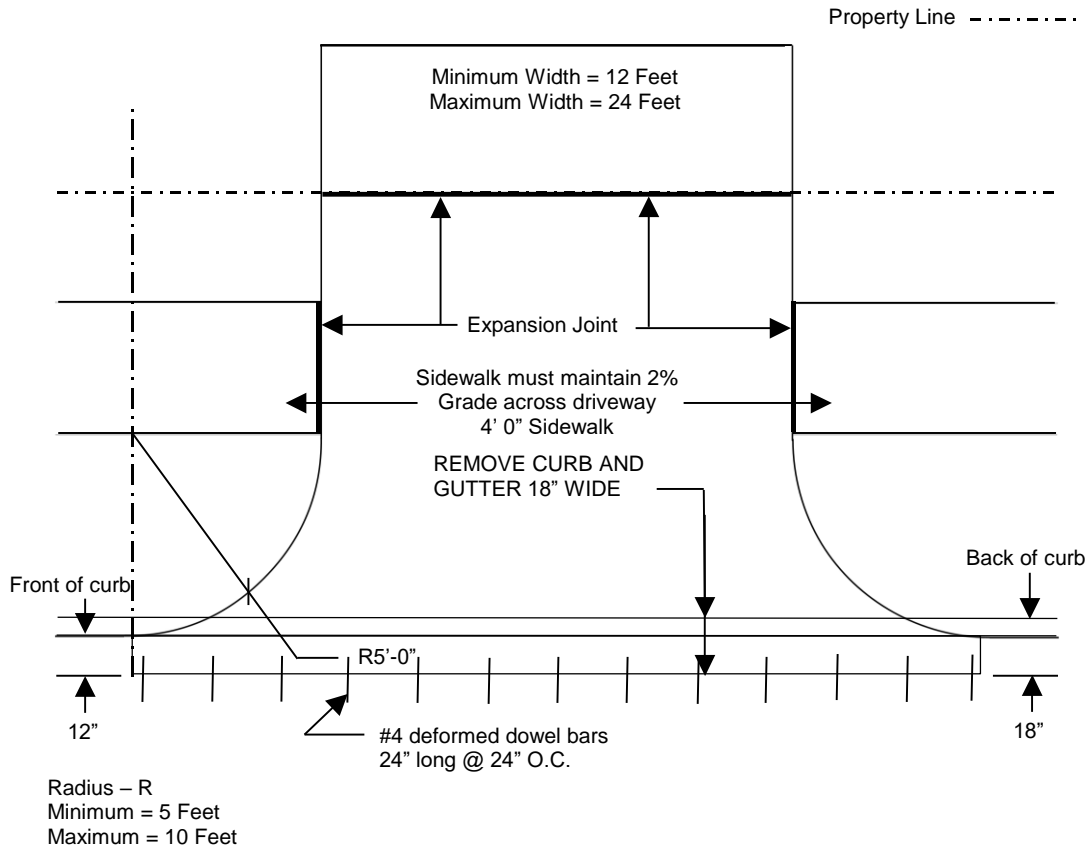 Property Line
Minimum Width = 12 Feet
Maximum Width = 24 Feet
Expansion Joint
Sidewalk must maintain 2%
Grade across driveway
4’ 0” Sidewalk
REMOVE CURB AND
GUTTER 18” WIDE
Back of curb
Front of curb
R5’-0”
12”
18”
#4 deformed dowel bars
24” long @ 24” O.C.
Radius – R
Minimum = 5 Feet
Maximum = 10 Feet